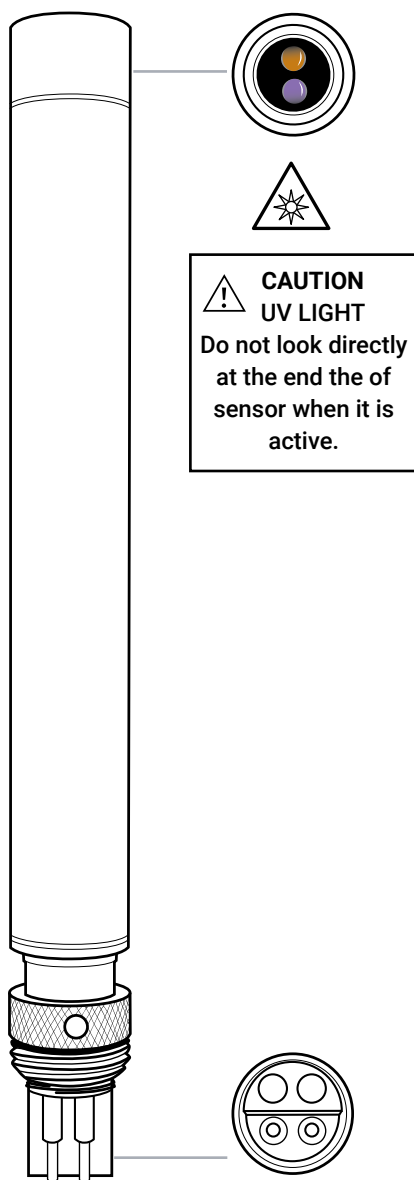 CAUTION
UV LIGHT
Do not look directly
at the end the of
sensor when it is
active.